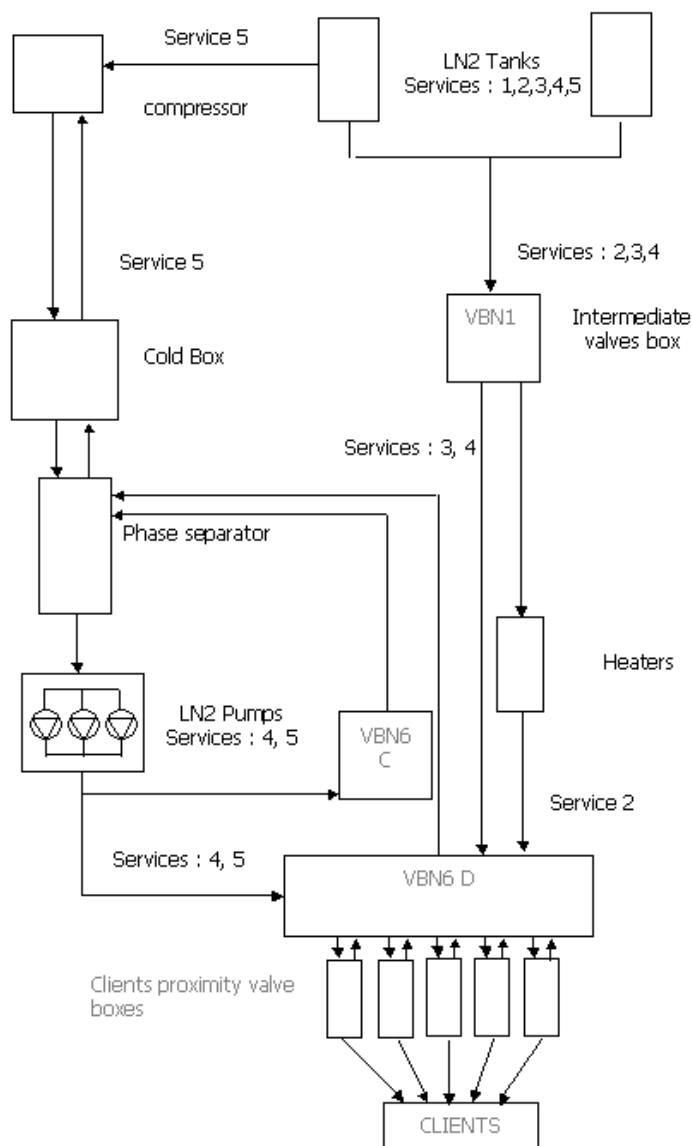 Service 5
LN2 Tanks
Services : 1,2,3,4,5
compressor
Service 5
Services : 2,3,4
VBN1
Intermediate
valves box
Cold Box
Services : 3, 4
Phase separator
Heaters
LN2 Pumps
Services : 4, 5
VBN6
C
Service 2
Services : 4, 5
VBN6 D
Clients proximity valve
boxes
CLIENTS